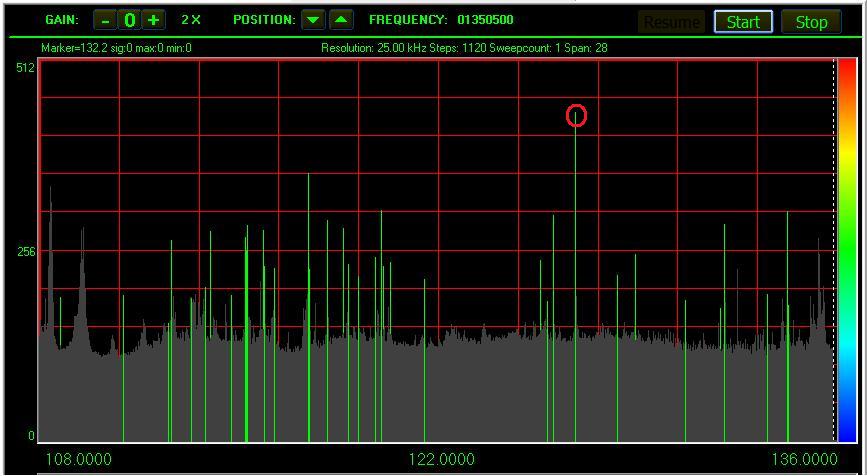 GAIN: - 0 + 2 X POSITION: FREQUENCY: 01350500 Resume Start Stop
Marker=132.2 sig:0 max:0 min:0 Resolution: 25.00 kHz Steps: 1120 Sweepcount: 1 Span: 28
512
256
0
108.0000 122.0000 136.0000